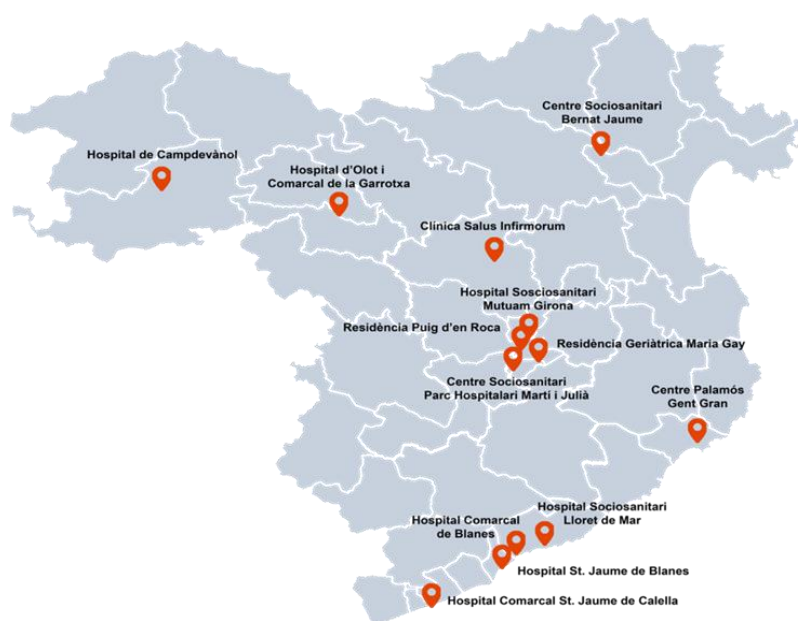 Centre Sociosanitari
Bernat Jaume
Hospital de Campdevànol
Hospital d'Olot i
Comarcal de la Garrotxa
Clínica Salus Infirmorum
Hospital Sosciosanitari
Mutuam Girona
Residència Puig d'en Roca
Residència Geriàtrica Maria Gay
Centre Sociosanitari
Parc Hospitalari Martí i Julià
Centre Palamós
Gent Gran
Hospital Sociosanitari
Lloret de Mar
Hospital Comarcal
de Blanes
Hospital St. Jaume de Blanes
Hospital Comarcal St. Jaume de Calella